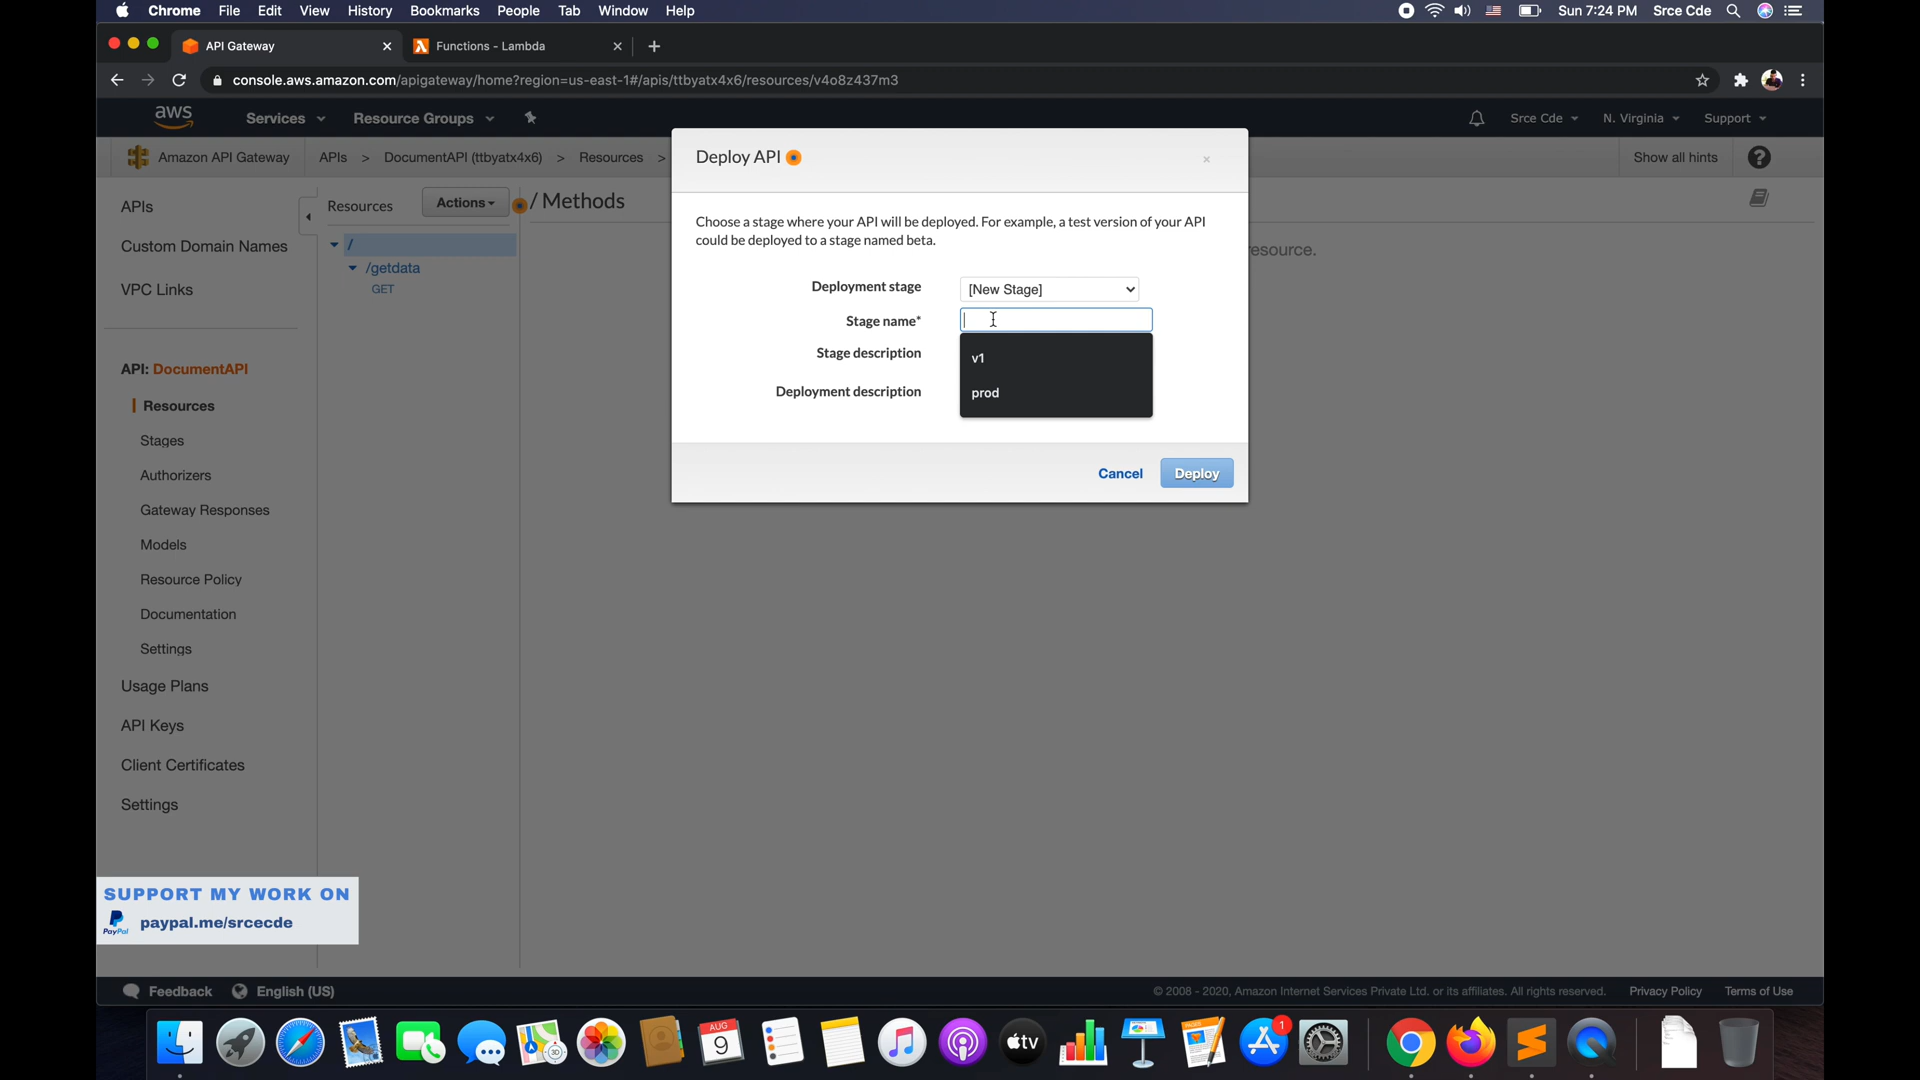 Chrome File Edit View History Bookmarks People Tab Window Help Sun 7:24 PM Srce Cde
API Gateway Functions - Lambda
console.aws.amazon.com/apigateway/home?region=us-east-1#/apis/ttbyatx4x6/resources/v4o8z437m3
aws Services Resource Groups Srce Cde N. Virginia Support
Amazon API Gateway APIs > DocumentAPI (ttbyatx4x6) > Resources > Show all hints ?
Deploy API
Choose a stage where your API will be deployed. For example, a test version of your API
could be deployed to a stage named beta.
Deployment stage [New Stage]
Stage name*
Stage description
Deployment description
v1
prod
Cancel Deploy
APIs
Custom Domain Names
VPC Links
API: DocumentAPI
Resources
Stages
Authorizers
Gateway Responses
Models
Resource Policy
Documentation
Settings
Usage Plans
API Keys
Client Certificates
Settings
Resources Actions
/
/getdata
GET
/ Methods
esource.
SUPPORT MY WORK ON
PayPal paypal.me/srcecde
Feedback English (US) © 2008 - 2020, Amazon Internet Services Private Ltd. or its affiliates. All rights reserved. Privacy Policy Terms of Use
AUG
9
3D
tv
PAGES
1